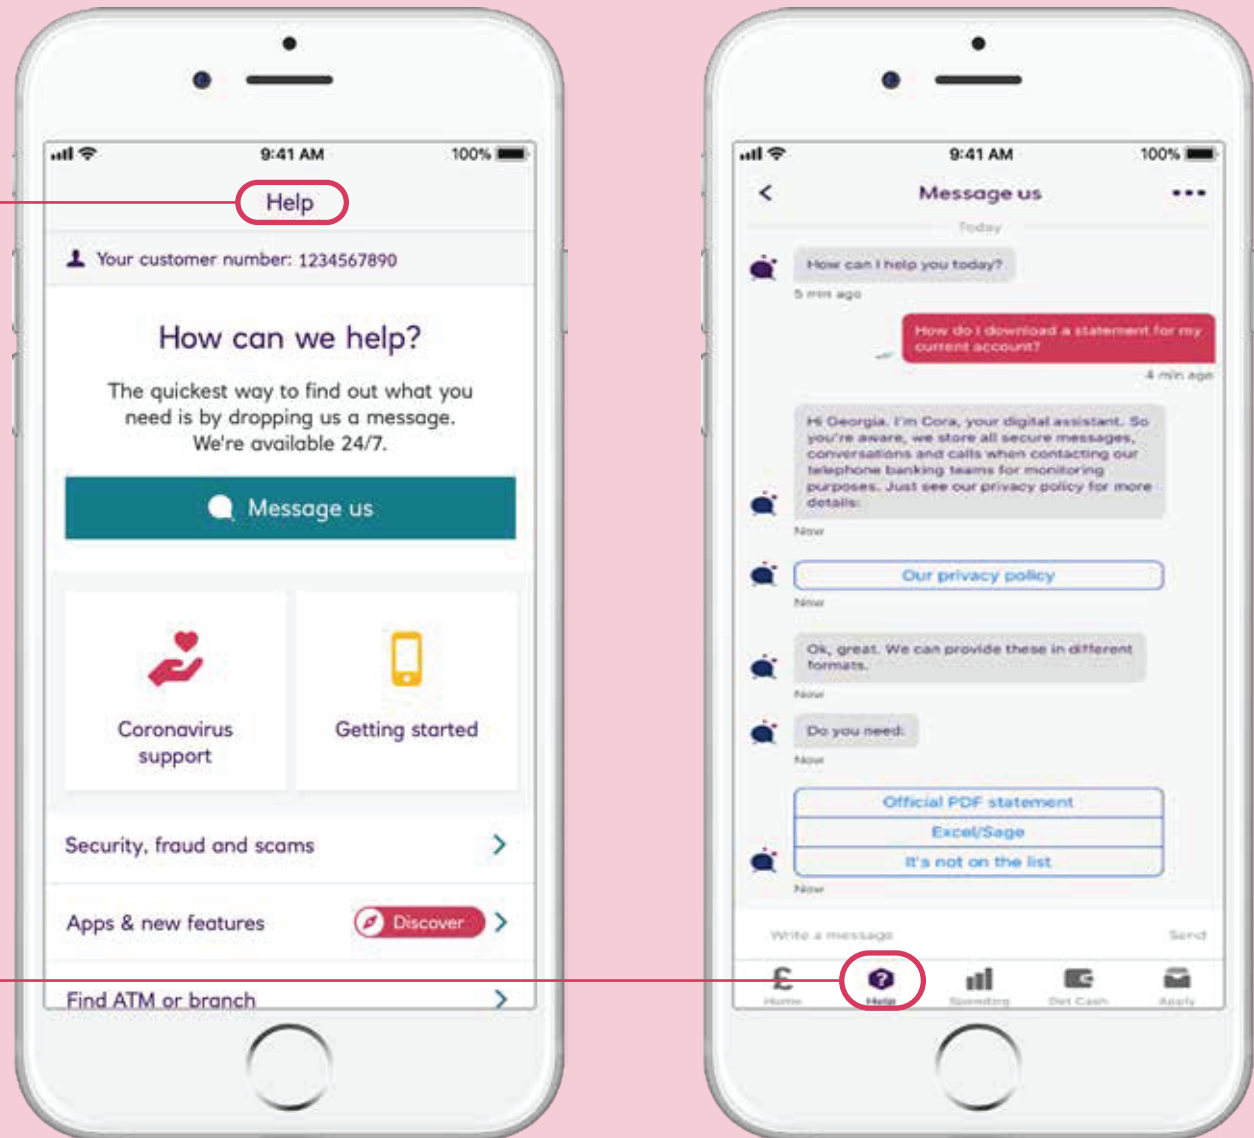 9:41 AM
100%
Help
Your customer number: 1234567890
How can we help?
The quickest way to find out what you
need is by dropping us a message.
We're available 24/7.
Message us
Coronavirus
support
Getting started
Security, fraud and scams
Apps & new features
Discover
Find ATM or branch
9:41 AM
100%
Message us
Today
How can I help you today?
5 min ago
How do I download a statement for my
current account?
4 min ago
Hi Georgia. I'm Cora, your digital assistant. So
you're aware, we store all secure messages,
conversations and calls when contacting our
telephone banking teams for monitoring
purposes. Just see our privacy policy for more
details:
Now
Our privacy policy
Now
Ok, great. We can provide these in different
formats.
Now
Do you need:
Now
Official PDF statement
Excel/Sage
It's not on the list
Now
Write a message
Send
£
Home
Help
Spending
Get Cash
Apply